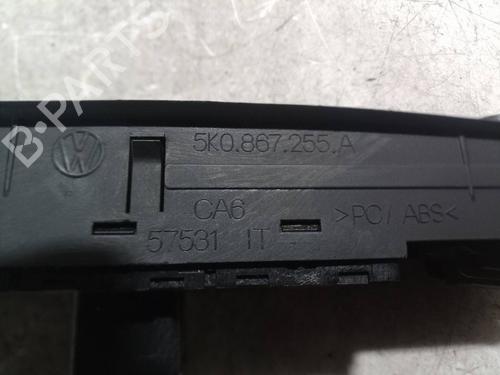 B-PARTS
5K0.867.255.A
CA6
>PC/ABS<
57531 IT